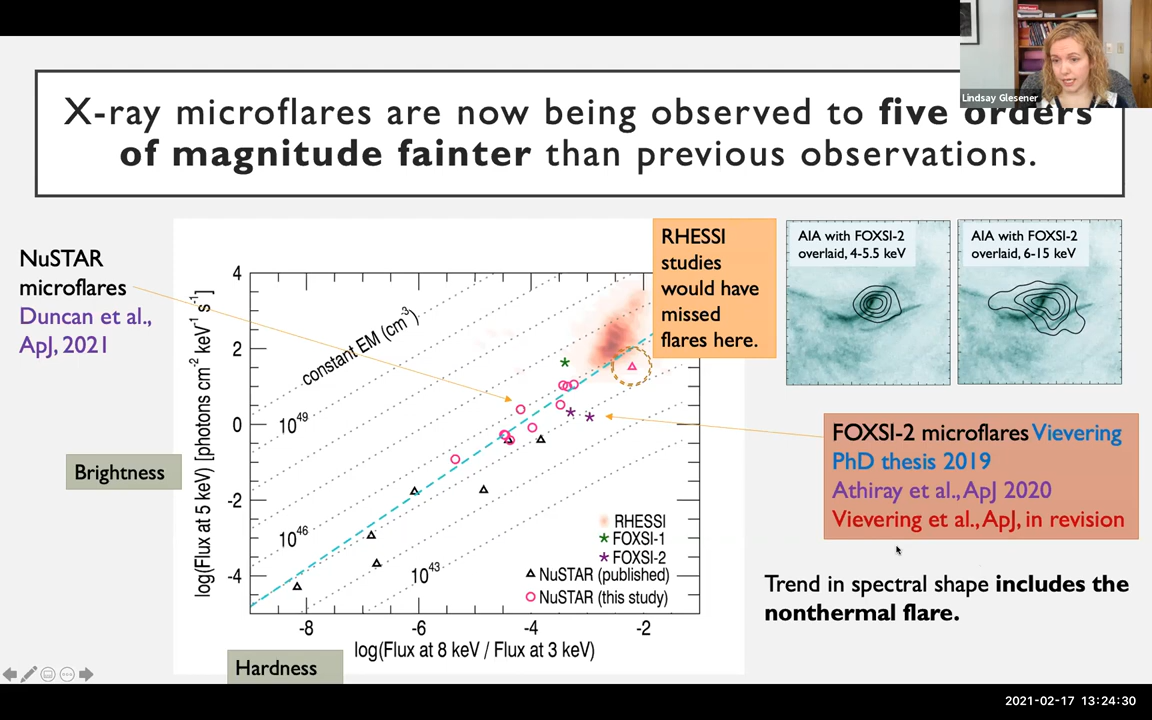 Lindsay Glesener
X-ray microflares are now being observed to five orders
of magnitude fainter than previous observations.
NuSTAR
microflares
Duncan et al.,
ApJ, 2021
Brightness
log(Flux at 5 keV) [photons cm⁻² keV⁻¹ s⁻¹]
4
2
0
-2
-4
constant EM (cm⁻³)
10⁴⁹
10⁴⁶
10⁴³
RHESSI
FOXSI-1
FOXSI-2
NuSTAR (published)
NuSTAR (this study)
-8
-6
-4
-2
log(Flux at 8 keV / Flux at 3 keV)
Hardness
RHESSI
studies
would have
missed
flares here.
AIA with FOXSI-2
overlaid, 4-5.5 keV
AIA with FOXSI-2
overlaid, 6-15 keV
FOXSI-2 microflares Vievering
PhD thesis 2019
Athiray et al., ApJ 2020
Vievering et al., ApJ, in revision
Trend in spectral shape includes the
nonthermal flare.
2021-02-17 13:24:30